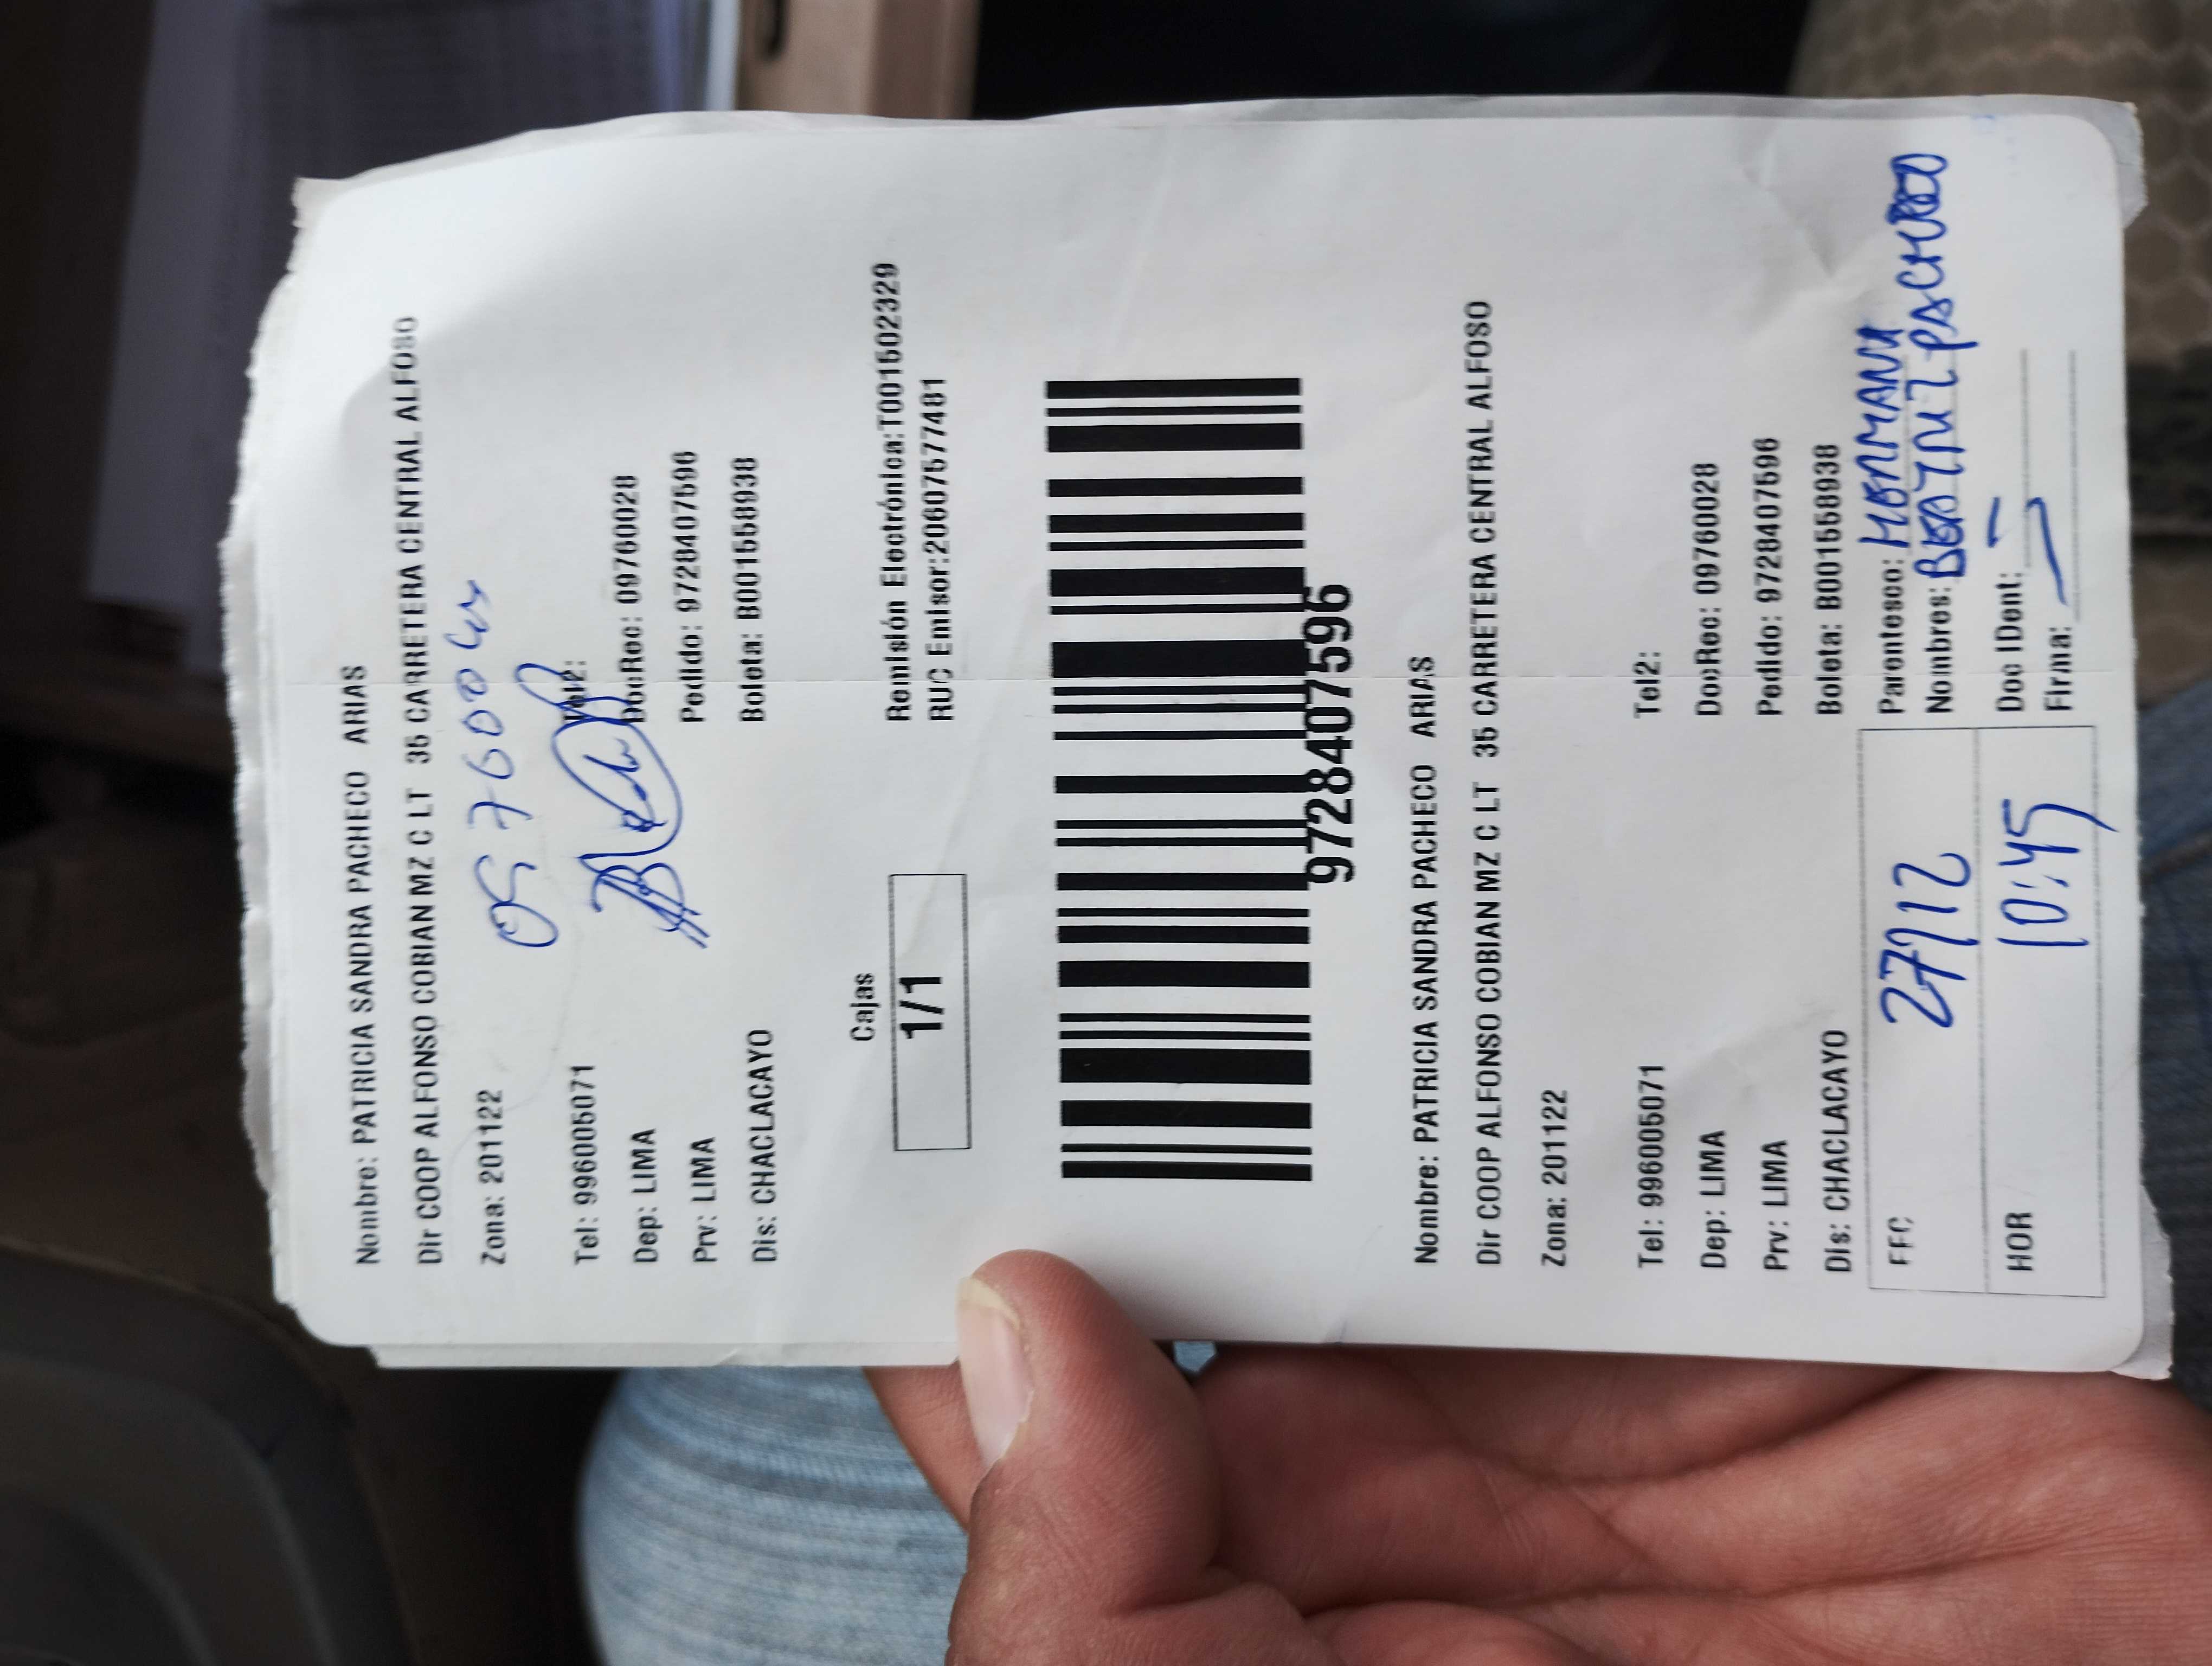 Nombre: PATRICIA SANDRA PACHECO ARIAS
Dir COOP ALFONSO COBIAN MZ C LT 35 CARRETERA CENTRAL ALFOSO
Zona: 201122
Tel: 996005071 Tel2:
Dep: LIMA DocRec: 09760028
Prv: LIMA Pedido: 9728407596
Dis: CHACLACAYO Boleta: B001558938
Cajas
1/1
Remisión Electrónica:T001502329
RUC Emisor:20607577481
9728407596
Nombre: PATRICIA SANDRA PACHECO ARIAS
Dir COOP ALFONSO COBIAN MZ C LT 35 CARRETERA CENTRAL ALFOSO
Zona: 201122
Tel: 996005071 Tel2:
Dep: LIMA DocRec: 09760028
Prv: LIMA Pedido: 9728407596
Dis: CHACLACAYO Boleta: B001558938
FEC 27/12 Parentesco: HERMANA
Nombres: BEATRIZ PACHECO
HOR 10:45 Doc IDent:
Firma: